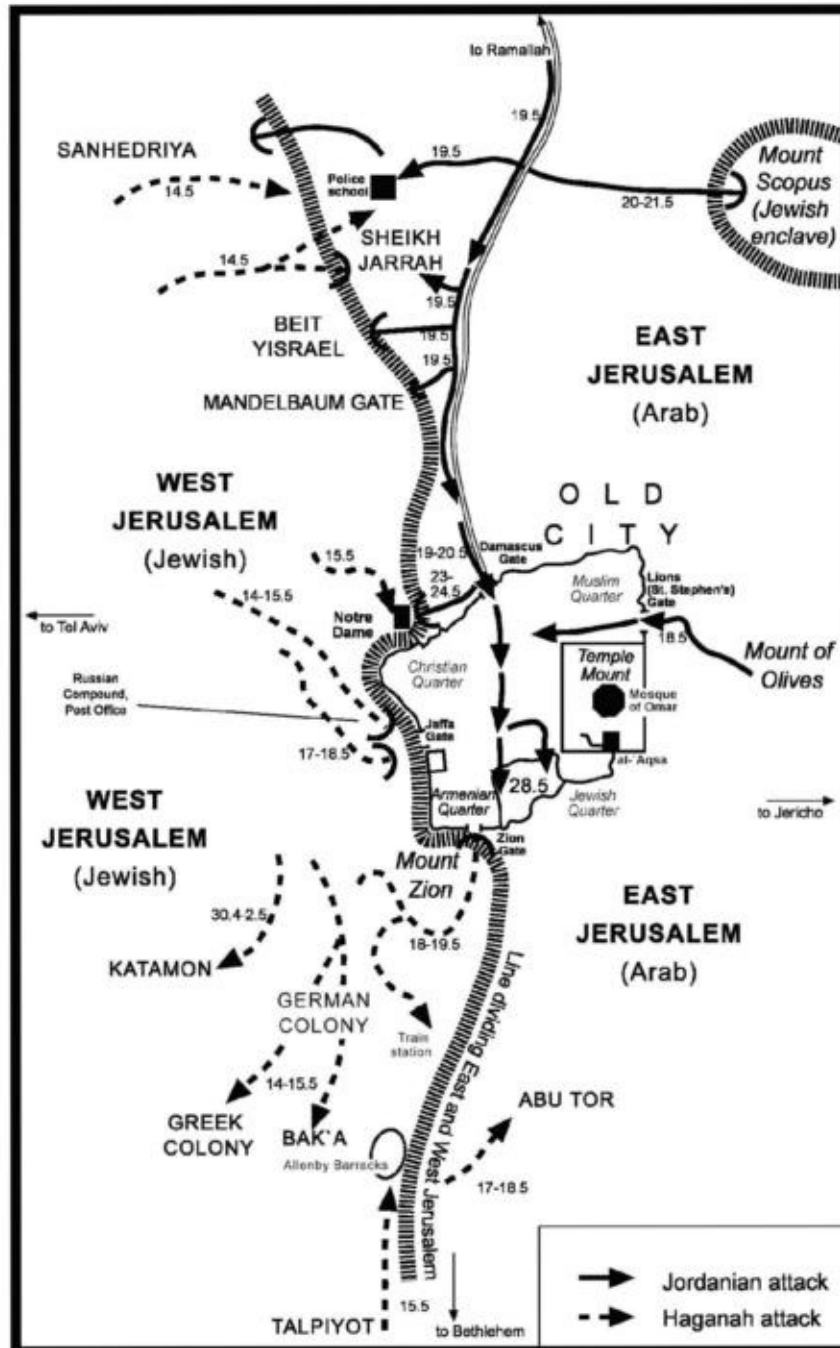 to Ramallah
19.5
SANHEDRIYA
14.5
Police
school
19.5
20-21.5
Mount
Scopus
(Jewish
enclave)
14.5
SHEIKH
JARRAH
19.5
BEIT
YISRAEL
19.5
19.5
MANDELBAUM GATE
EAST
JERUSALEM
(Arab)
WEST
JERUSALEM
(Jewish)
OLD
CITY
15.5
19-20.5
Damascus
Gate
14-15.5
23-
24.5
Muslim
Quarter
Lions
(St. Stephen's)
Gate
to Tel Aviv
Notre
Dame
18.5
Mount of
Olives
Christian
Quarter
Temple
Mount
Mosque
of Omar
Russian
Compound,
Post Office
Jaffa
Gate
17-18.5
al-`Aqsa
28.5
Armenian
Quarter
Jewish
Quarter
to Jericho
WEST
JERUSALEM
(Jewish)
Zion
Gate
Mount
Zion
EAST
JERUSALEM
(Arab)
30.4-2.5
18-19.5
KATAMON
GERMAN
COLONY
Train
station
Line dividing East and West Jerusalem
14-15.5
GREEK
COLONY
BAK`A
Allenby Barracks
ABU TOR
17-18.5
15.5
TALPIYOT
to Bethlehem
Jordanian attack
Haganah attack